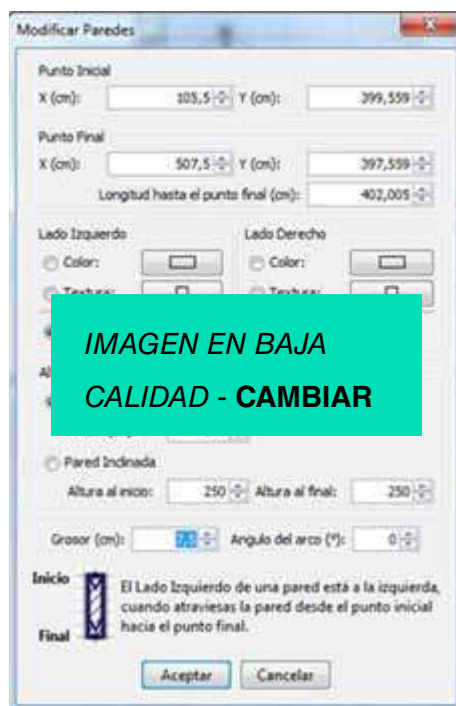 Modificar Paredes
Punto Inicial
X (cm): 105,5 Y (cm): 399,559
Punto Final
X (cm): 507,5 Y (cm): 397,559
Longitud hasta el punto final (cm): 402,005
Lado Izquierdo Lado Derecho
Color: Color:
Textura: Textura:
IMAGEN EN BAJA
CALIDAD - CAMBIAR
Pared Inclinada
Altura al inicio: 250 Altura al final: 250
Grosor (cm): 7,5 Angulo del arco (º): 0
Inicio
El Lado Izquierdo de una pared está a la izquierda,
cuando atraviesas la pared desde el punto inicial
hacia el punto final.
Final
Aceptar Cancelar